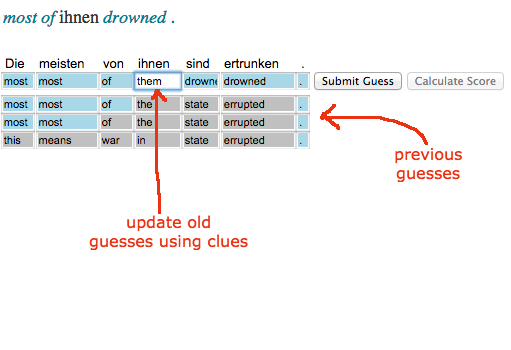 most of ihnen drowned .
Die meisten von ihnen sind ertrunken .
most most of them drowne drowned . Submit Guess Calculate Score
most most of the state errupted .
most most of the state errupted .
this means war in state errupted .
previous
guesses
update old
guesses using clues